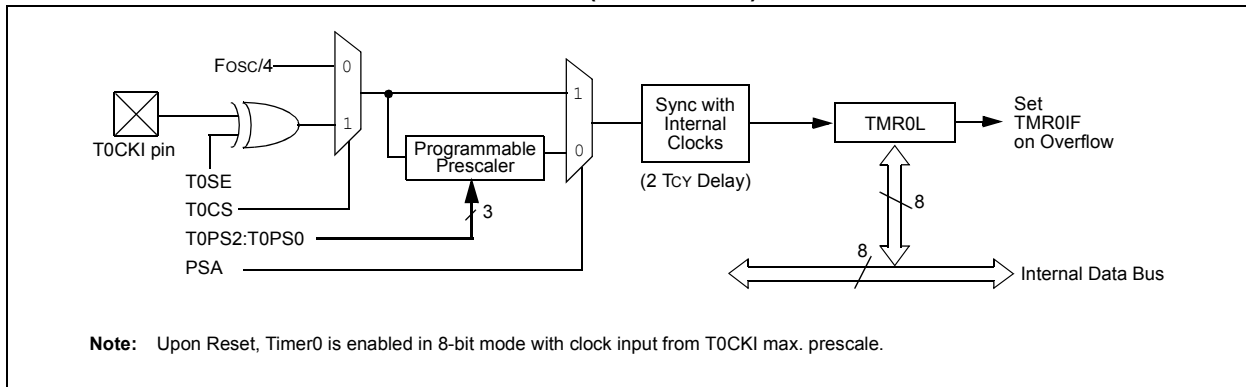 FOSC/4
0
1
T0CKI pin
T0SE
T0CS
T0PS2:T0PS0
PSA
Programmable
Prescaler
3
1
0
Sync with
Internal
Clocks
(2 TCY Delay)
TMR0L
Set
TMR0IF
on Overflow
8
8
Internal Data Bus
Note: Upon Reset, Timer0 is enabled in 8-bit mode with clock input from T0CKI max. prescale.